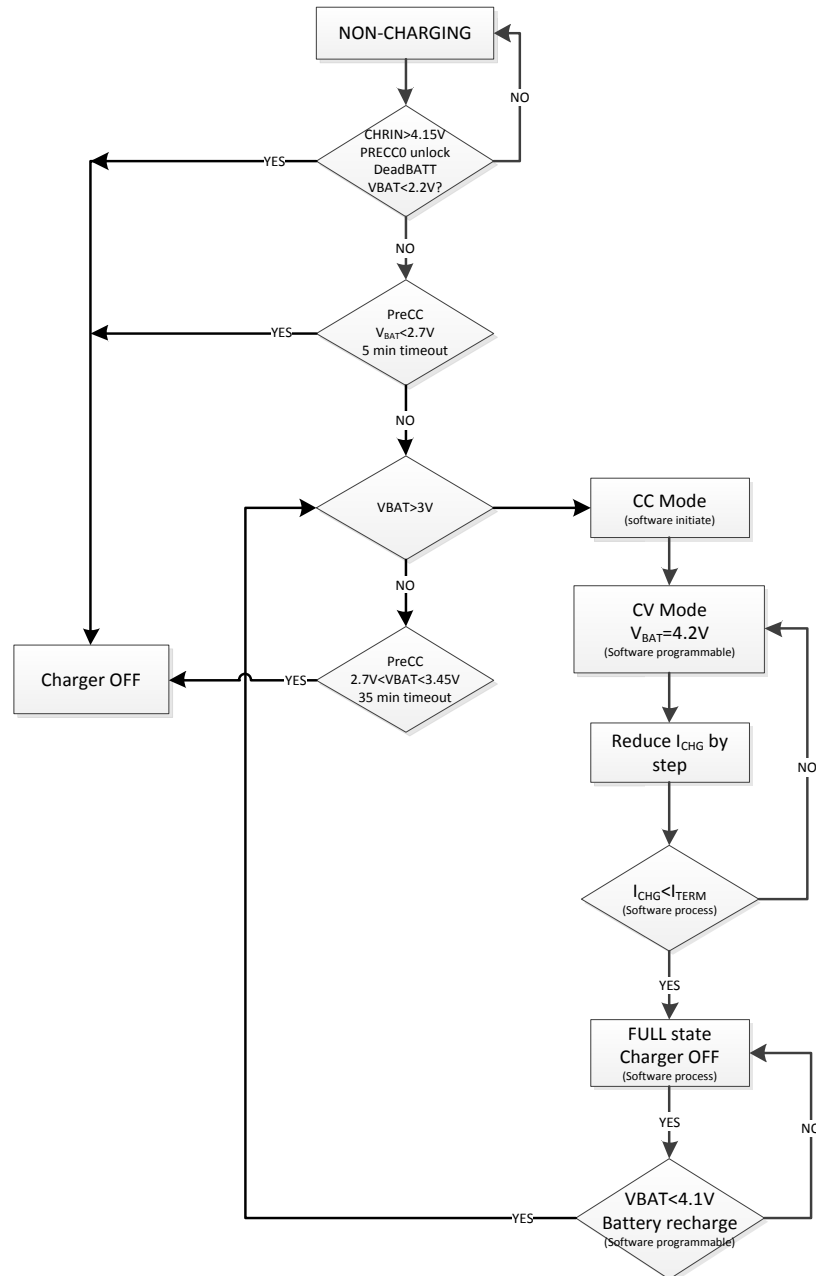 NON-CHARGING
NO
CHRIN>4.15V
PRECC0 unlock
DeadBATT
VBAT<2.2V?
YES
NO
PreCC
VBAT<2.7V
5 min timeout
YES
NO
VBAT>3V
CC Mode
(software initiate)
NO
CV Mode
VBAT=4.2V
(Software programmable)
PreCC
2.7V<VBAT<3.45V
35 min timeout
YES
Charger OFF
Reduce ICHG by
step
NO
ICHG<ITERM
(Software process)
YES
FULL state
Charger OFF
(Software process)
YES
NO
VBAT<4.1V
Battery recharge
(Software programmable)
YES